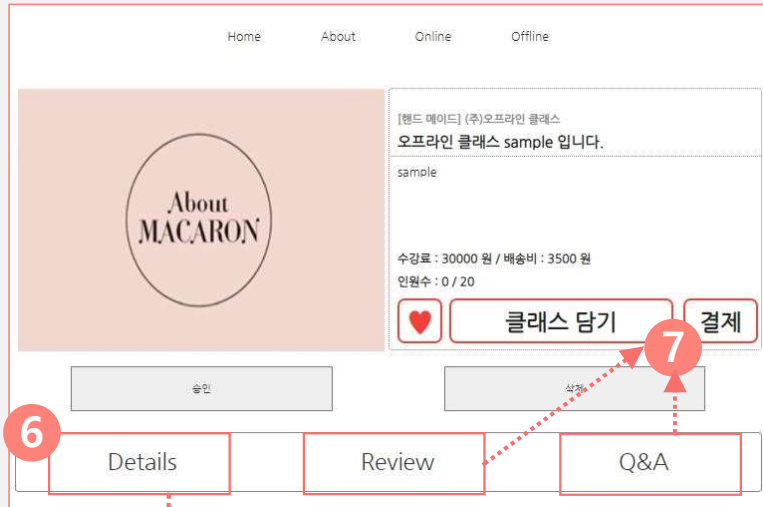 Home About Online Offline
About
MACARON
[핸드 메이드] (주)오프라인 클래스
오프라인 클래스 sample 입니다.
sample
수강료 : 30000 원 / 배송비 : 3500 원
인원수 : 0 / 20
클래스 담기 결제
7
승인 삭제
6
Details Review Q&A